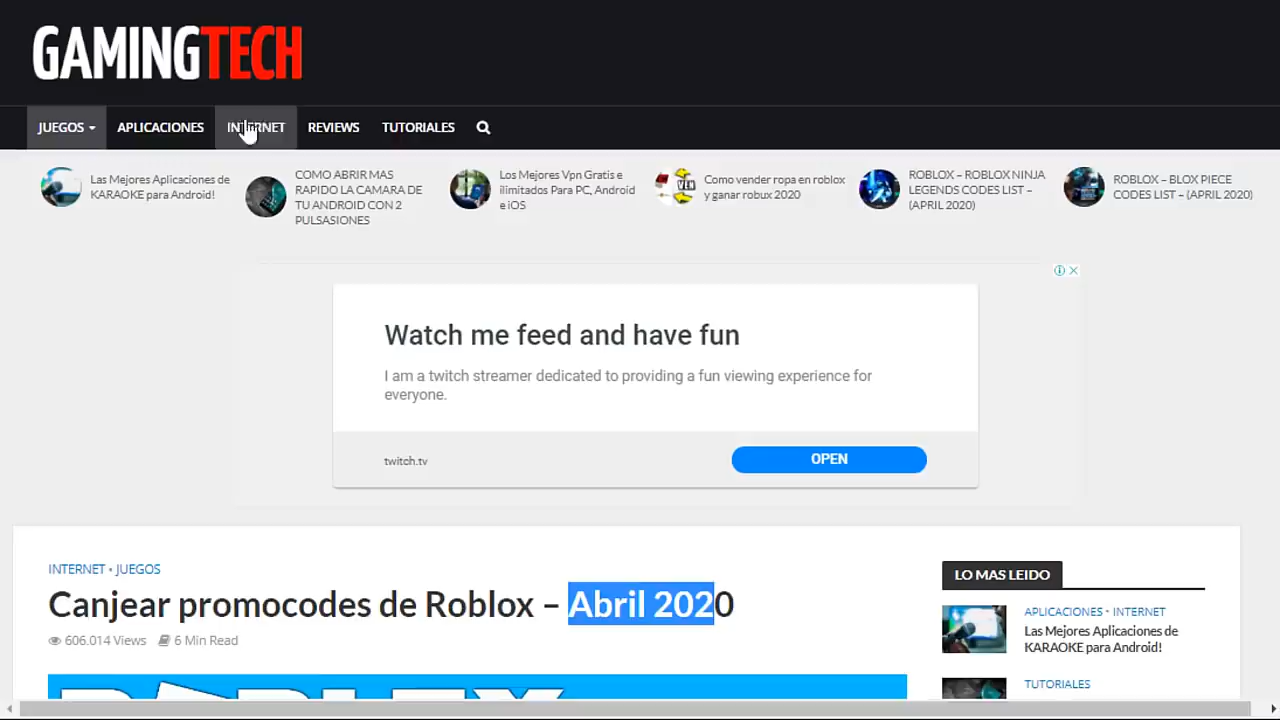 GAMINGTECH
JUEGOS
APLICACIONES
INTERNET
REVIEWS
TUTORIALES
Las Mejores Aplicaciones de
KARAOKE para Android!
COMO ABRIR MAS
RAPIDO LA CAMARA DE
TU ANDROID CON 2
PULSASIONES
Los Mejores Vpn Gratis e
ilimitados Para PC, Android
e iOS
VEN
Como vender ropa en roblox
y ganar robux 2020
ROBLOX – ROBLOX NINJA
LEGENDS CODES LIST –
(APRIL 2020)
ROBLOX – BLOX PIECE
CODES LIST – (APRIL 2020)
Watch me feed and have fun
I am a twitch streamer dedicated to providing a fun viewing experience for
everyone.
twitch.tv
OPEN
INTERNET • JUEGOS
Canjear promocodes de Roblox – Abril 2020
606.014 Views 6 Min Read
ROBLOX
LO MAS LEIDO
APLICACIONES • INTERNET
Las Mejores Aplicaciones de
KARAOKE para Android!
TUTORIALES